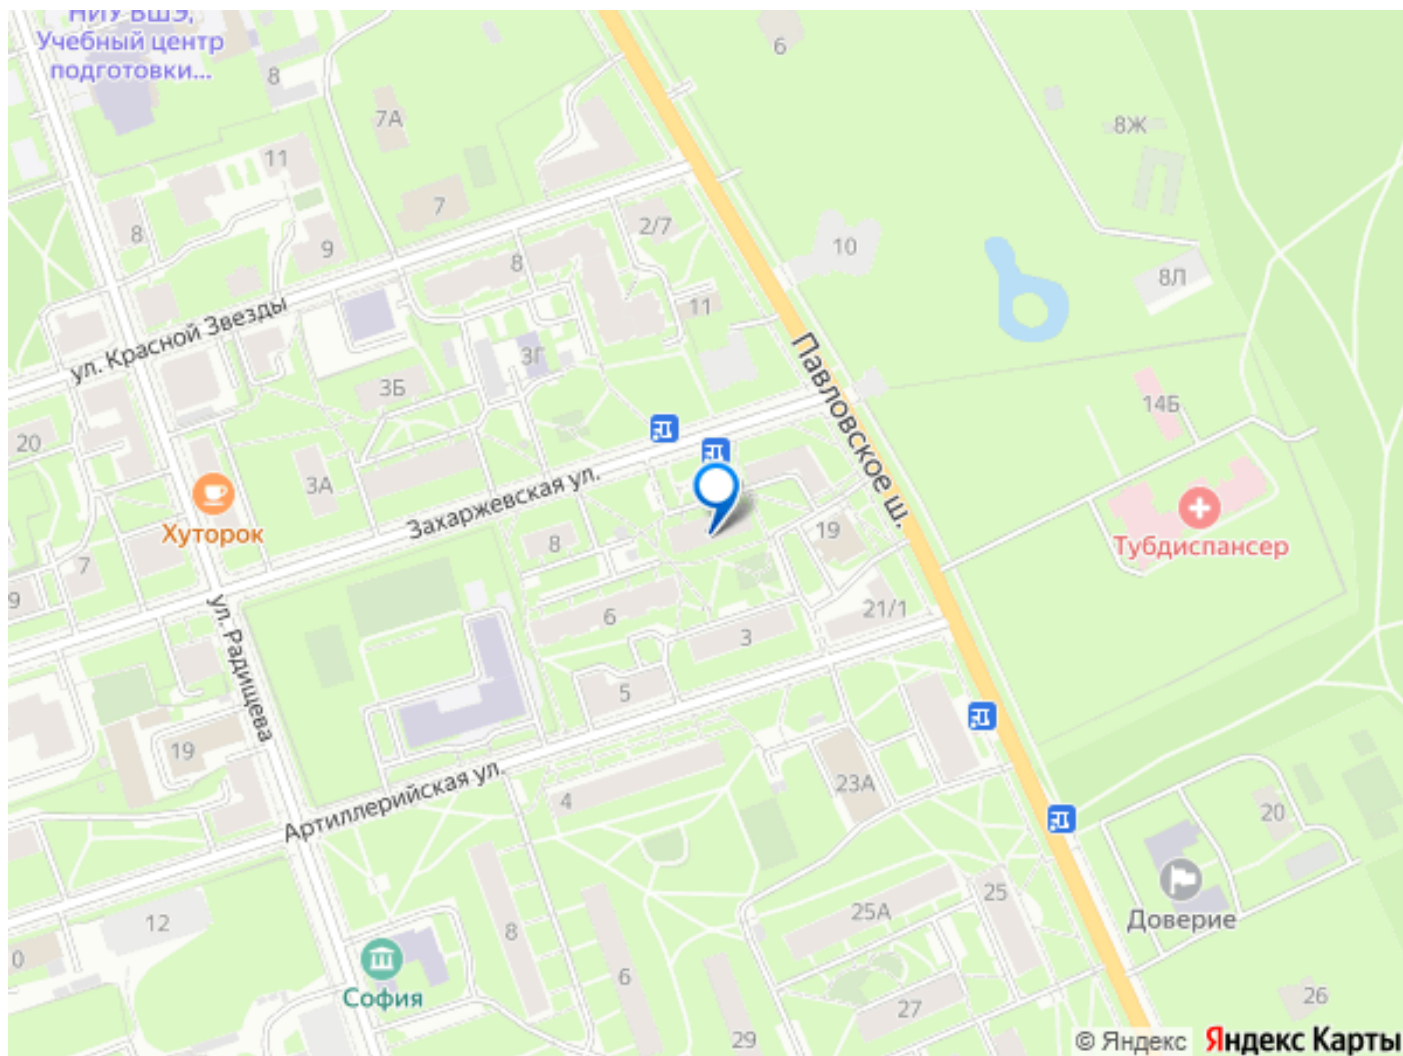 НИУ ВШЭ,
Учебный центр
подготовки...
8
6
7А
8Ж
11
7
8
2/7
9
10
8
8Л
11
ул. Красной Звезды
3Г
Павловское ш.
3Б
14Б
20
3А
Захаржевская ул.
Хуторок
19
8
Тубдиспансер
7
9
ул. Радищева
21/1
6
3
5
19
Артиллерийская ул.
4
23А
20
25
25А
Доверие
12
8
0
София
6
26
27
29
© Яндекс Яндекс Карты